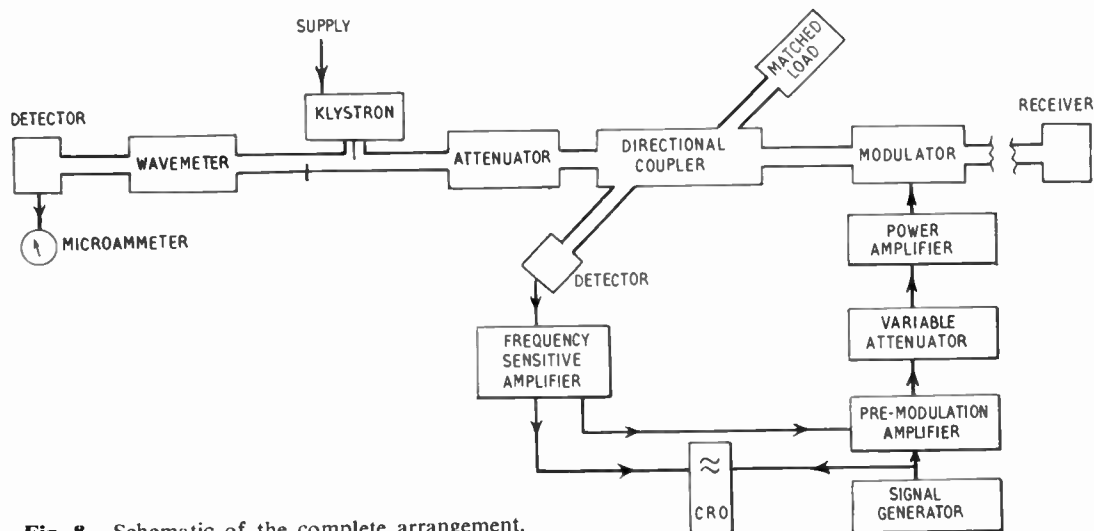 SUPPLY
MATCHED
LOAD
KLYSTRON
RECEIVER
DETECTOR
WAVEMETER
ATTENUATOR
DIRECTIONAL
COUPLER
MODULATOR
MICROAMMETER
POWER
AMPLIFIER
DETECTOR
FREQUENCY
SENSITIVE
AMPLIFIER
VARIABLE
ATTENUATOR
PRE-MODULATION
AMPLIFIER
≈
CRO
SIGNAL
GENERATOR
Fig. 8. Schematic of the complete arrangement.